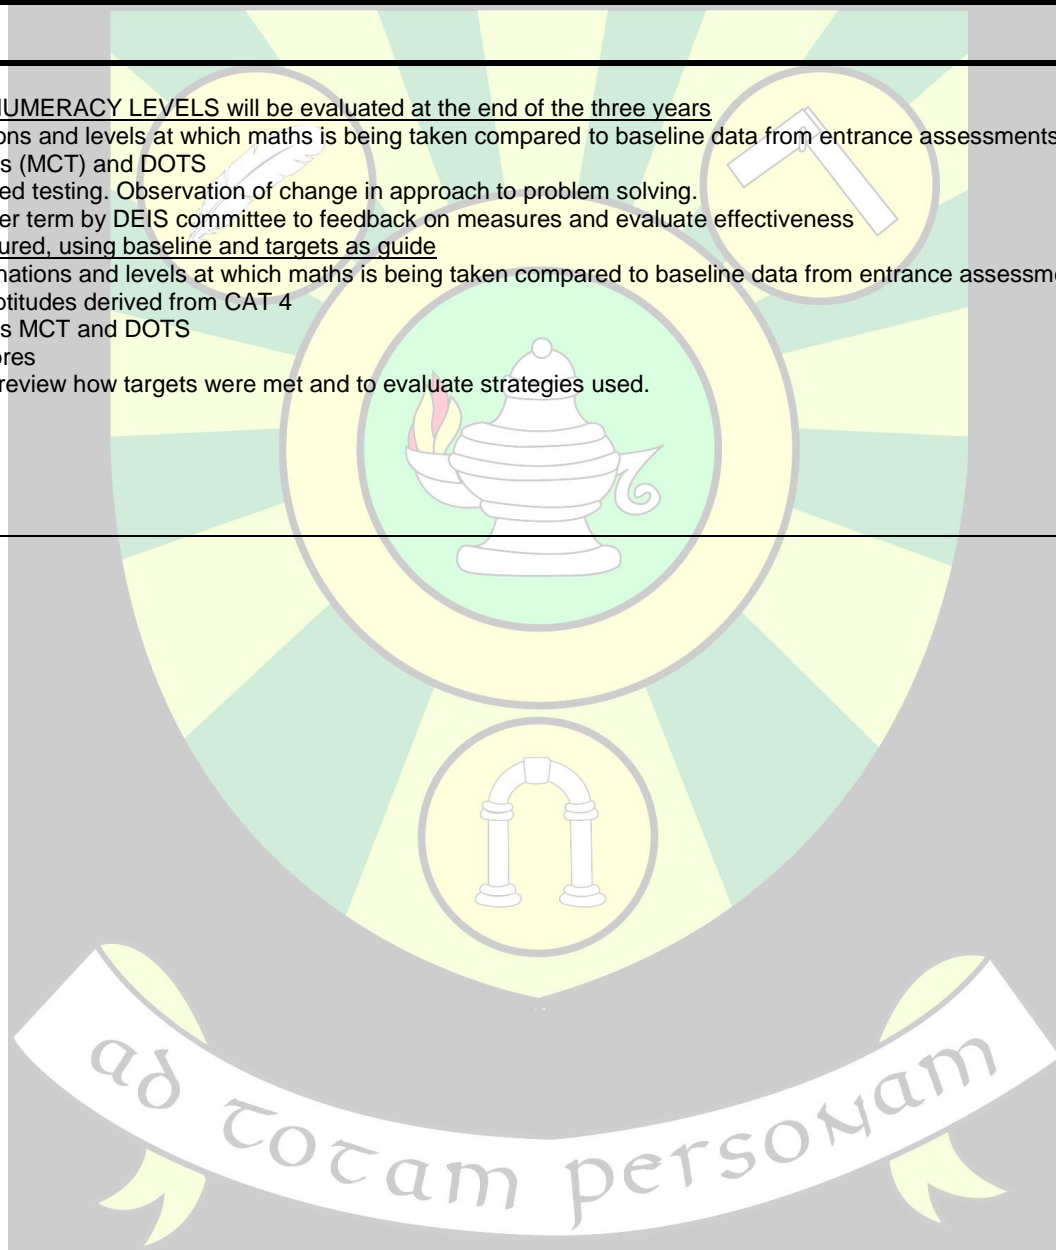 NUMERACY LEVELS will be evaluated at the end of the three years
ons and levels at which maths is being taken compared to baseline data from entrance assessments
s (MCT) and DOTS
ed testing. Observation of change in approach to problem solving.
er term by DEIS committee to feedback on measures and evaluate effectiveness
ured, using baseline and targets as guide
nations and levels at which maths is being taken compared to baseline data from entrance assessme
ptitudes derived from CAT 4
s MCT and DOTS
ores
review how targets were met and to evaluate strategies used.
ad totam personam